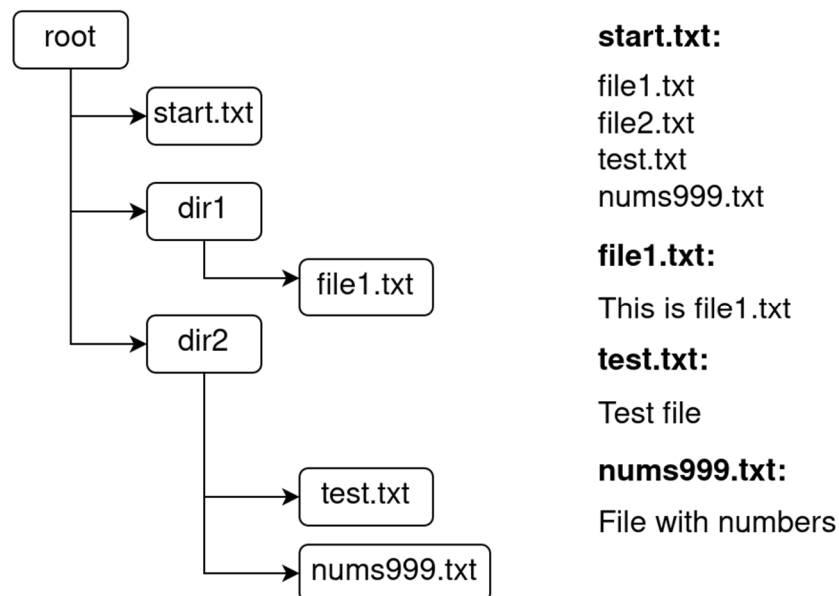 root
start.txt
dir1
file1.txt
dir2
test.txt
nums999.txt
start.txt:
file1.txt
file2.txt
test.txt
nums999.txt
file1.txt:
This is file1.txt
test.txt:
Test file
nums999.txt:
File with numbers